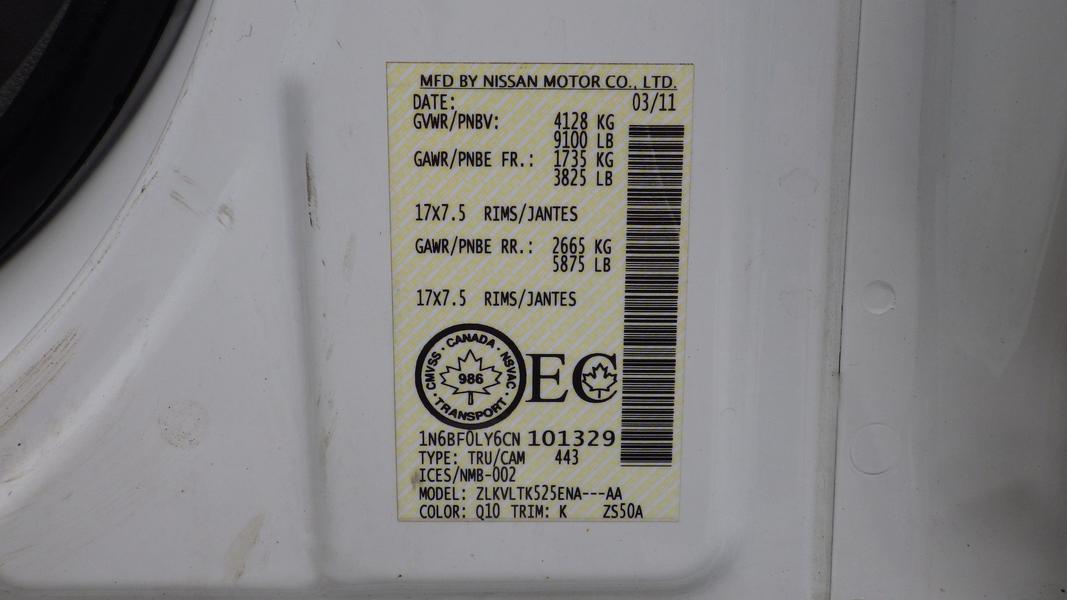 MFD BY NISSAN MOTOR CO., LTD.
DATE: 03/11
GVWR/PNBV: 4128 KG
9100 LB
GAWR/PNBE FR.: 1735 KG
3825 LB
17X7.5 RIMS/JANTES
GAWR/PNBE RR.: 2665 KG
5875 LB
17X7.5 RIMS/JANTES
CMVSS · CANADA · NSVAC · TRANSPORT ·
986
EC
1N6BF0LY6CN 101329
TYPE: TRU/CAM 443
ICES/NMB-002
MODEL: ZLKVLTK525ENA---AA
COLOR: Q10 TRIM: K ZS50A